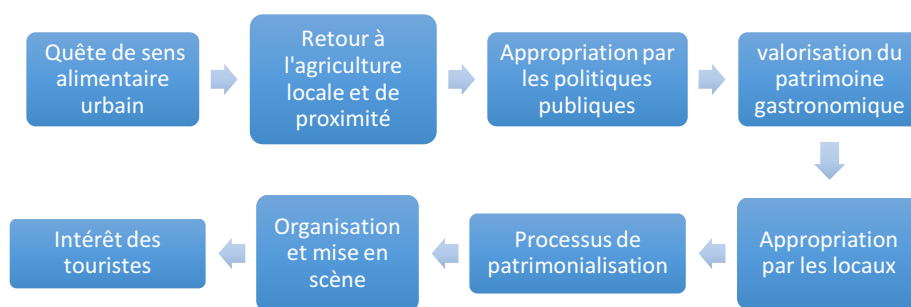 Quête de sens
alimentaire
urbain
Retour à
l'agriculture
locale et de
proximité
Appropriation par
les politiques
publiques
valorisation du
patrimoine
gastronomique
Appropriation
par les locaux
Processus de
patrimonialisation
Organisation
et mise en
scène
Intérêt des
touristes